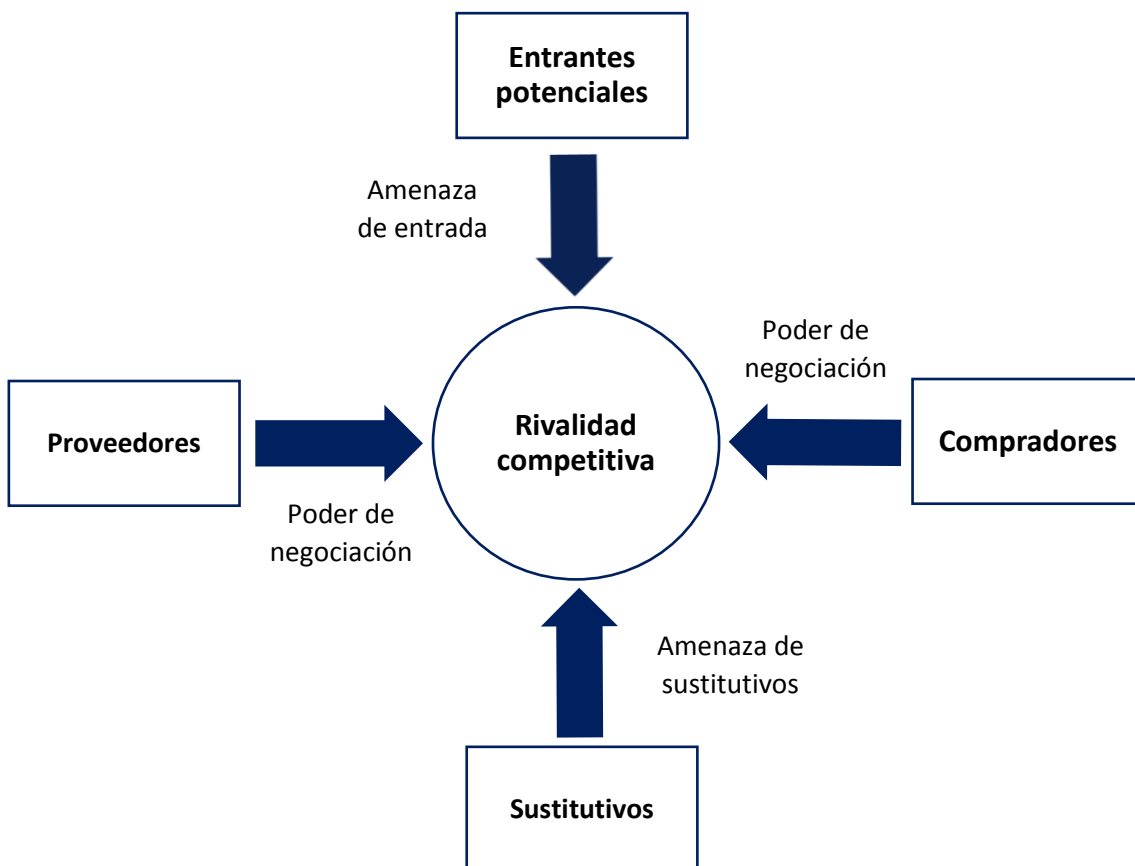 Entrantes
potenciales
Amenaza
de entrada
Poder de
negociación
Proveedores
Rivalidad
competitiva
Compradores
Poder de
negociación
Amenaza de
sustitutivos
Sustitutivos